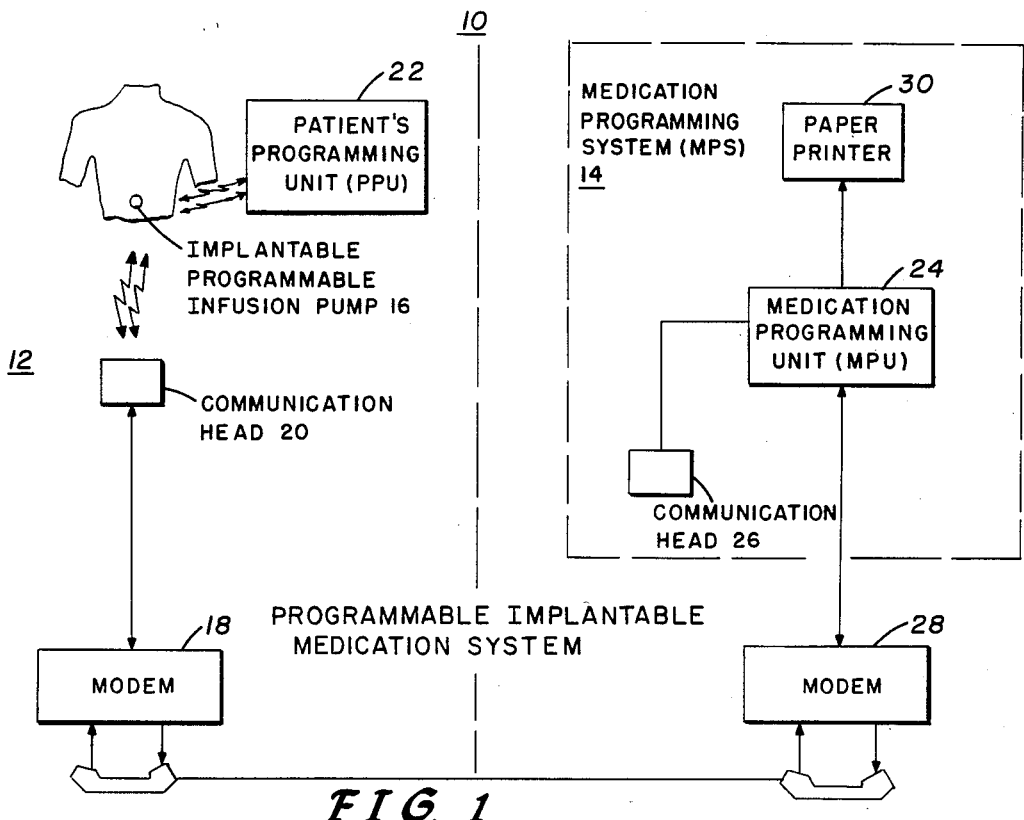 10
22
PATIENT'S
PROGRAMMING
UNIT (PPU)
IMPLANTABLE
PROGRAMMABLE
INFUSION PUMP 16
12
COMMUNICATION
HEAD 20
18
MODEM
MEDICATION
PROGRAMMING
SYSTEM (MPS)
14
30
PAPER
PRINTER
24
MEDICATION
PROGRAMMING
UNIT (MPU)
COMMUNICATION
HEAD 26
PROGRAMMABLE IMPLANTABLE
MEDICATION SYSTEM
28
MODEM
FIG. 1